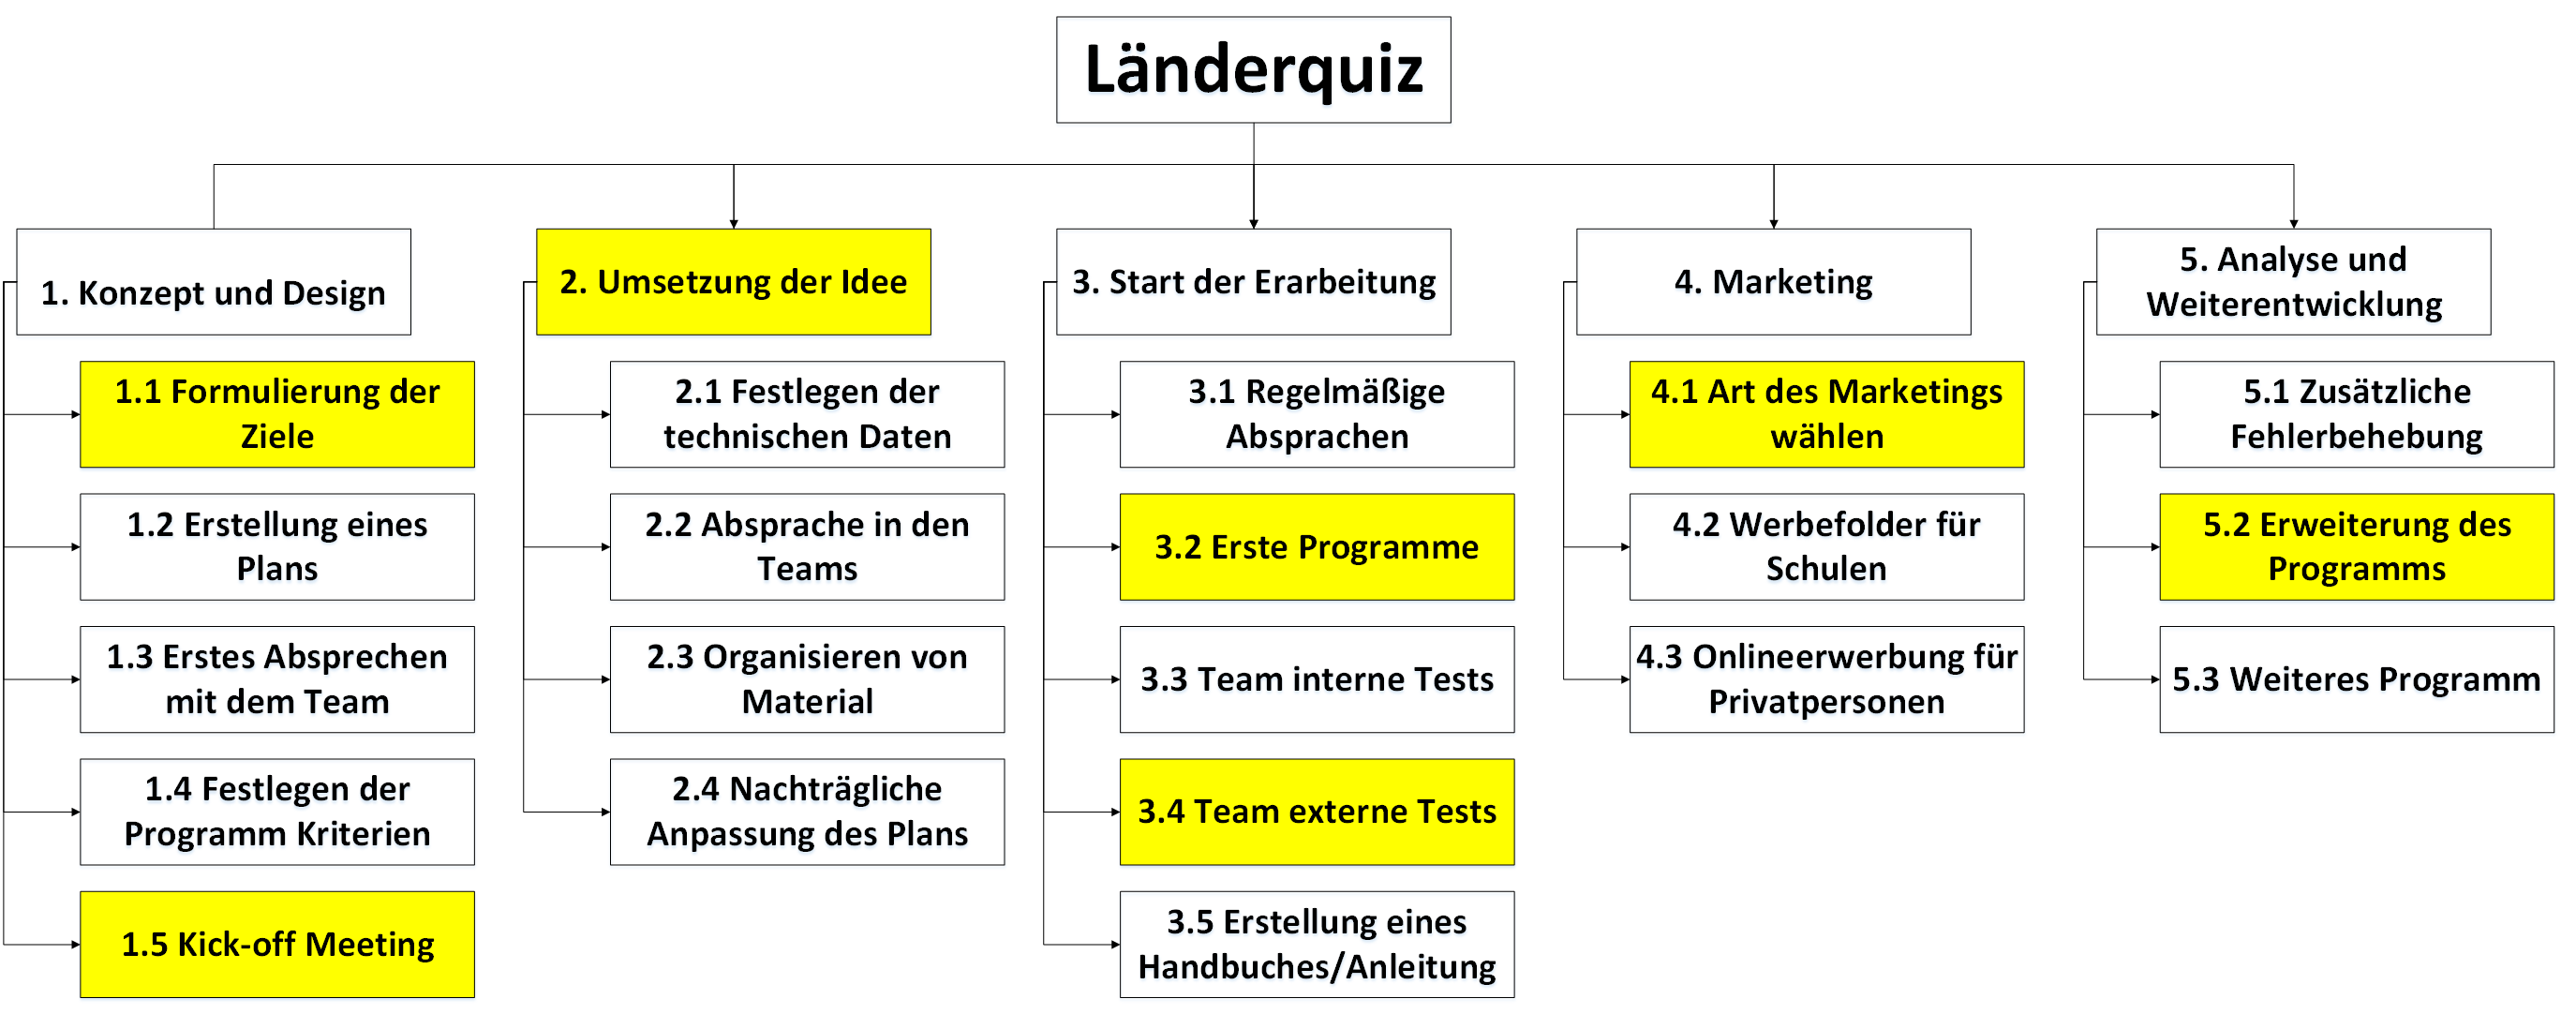 Länderquiz
1. Konzept und Design
1.1 Formulierung der
Ziele
1.2 Erstellung eines
Plans
1.3 Erstes Absprechen
mit dem Team
1.4 Festlegen der
Programm Kriterien
1.5 Kick-off Meeting
2. Umsetzung der Idee
2.1 Festlegen der
technischen Daten
2.2 Absprache in den
Teams
2.3 Organisieren von
Material
2.4 Nachträgliche
Anpassung des Plans
3. Start der Erarbeitung
3.1 Regelmäßige
Absprachen
3.2 Erste Programme
3.3 Team interne Tests
3.4 Team externe Tests
3.5 Erstellung eines
Handbuches/Anleitung
4. Marketing
4.1 Art des Marketings
wählen
4.2 Werbefolder für
Schulen
4.3 Onlineerwerbung für
Privatpersonen
5. Analyse und
Weiterentwicklung
5.1 Zusätzliche
Fehlerbehebung
5.2 Erweiterung des
Programms
5.3 Weiteres Programm